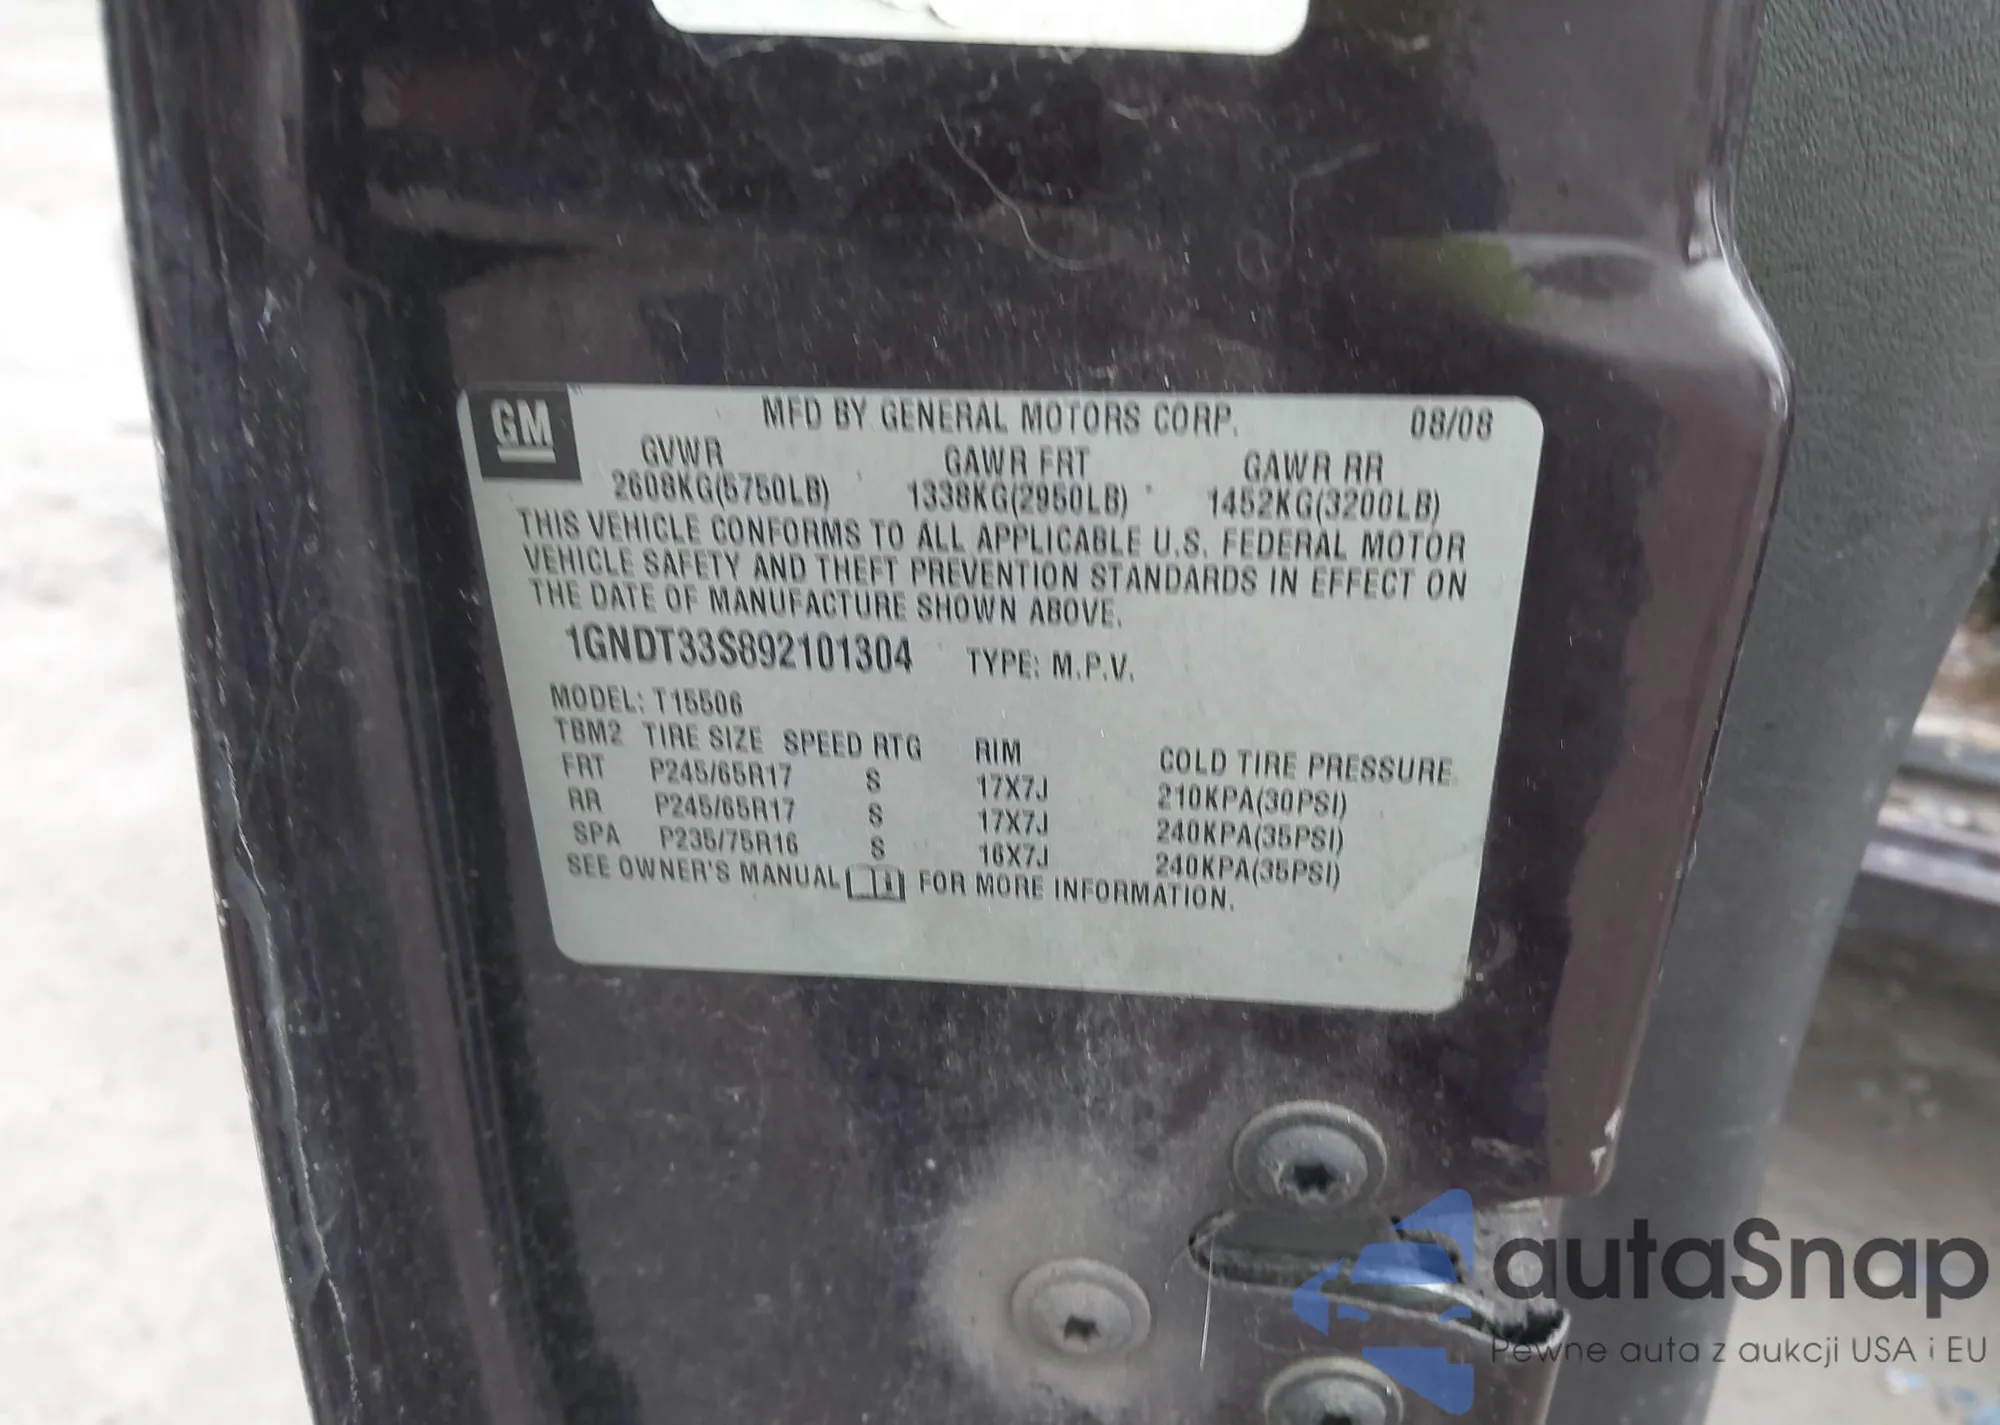 GM
MFD BY GENERAL MOTORS CORP. 08/08
GVWR GAWR FRT GAWR RR
2608KG(5750LB) 1338KG(2950LB) 1452KG(3200LB)
THIS VEHICLE CONFORMS TO ALL APPLICABLE U.S. FEDERAL MOTOR
VEHICLE SAFETY AND THEFT PREVENTION STANDARDS IN EFFECT ON
THE DATE OF MANUFACTURE SHOWN ABOVE.
1GNDT33S892101304 TYPE: M.P.V.
MODEL: T15506
TBM2 TIRE SIZE SPEED RTG RIM COLD TIRE PRESSURE
FRT P245/65R17 S 17X7J 210KPA(30PSI)
RR P245/65R17 S 17X7J 240KPA(35PSI)
SPA P235/75R16 S 16X7J 240KPA(35PSI)
SEE OWNER'S MANUAL FOR MORE INFORMATION.
autaSnap
Pewne auta z aukcji USA i EU